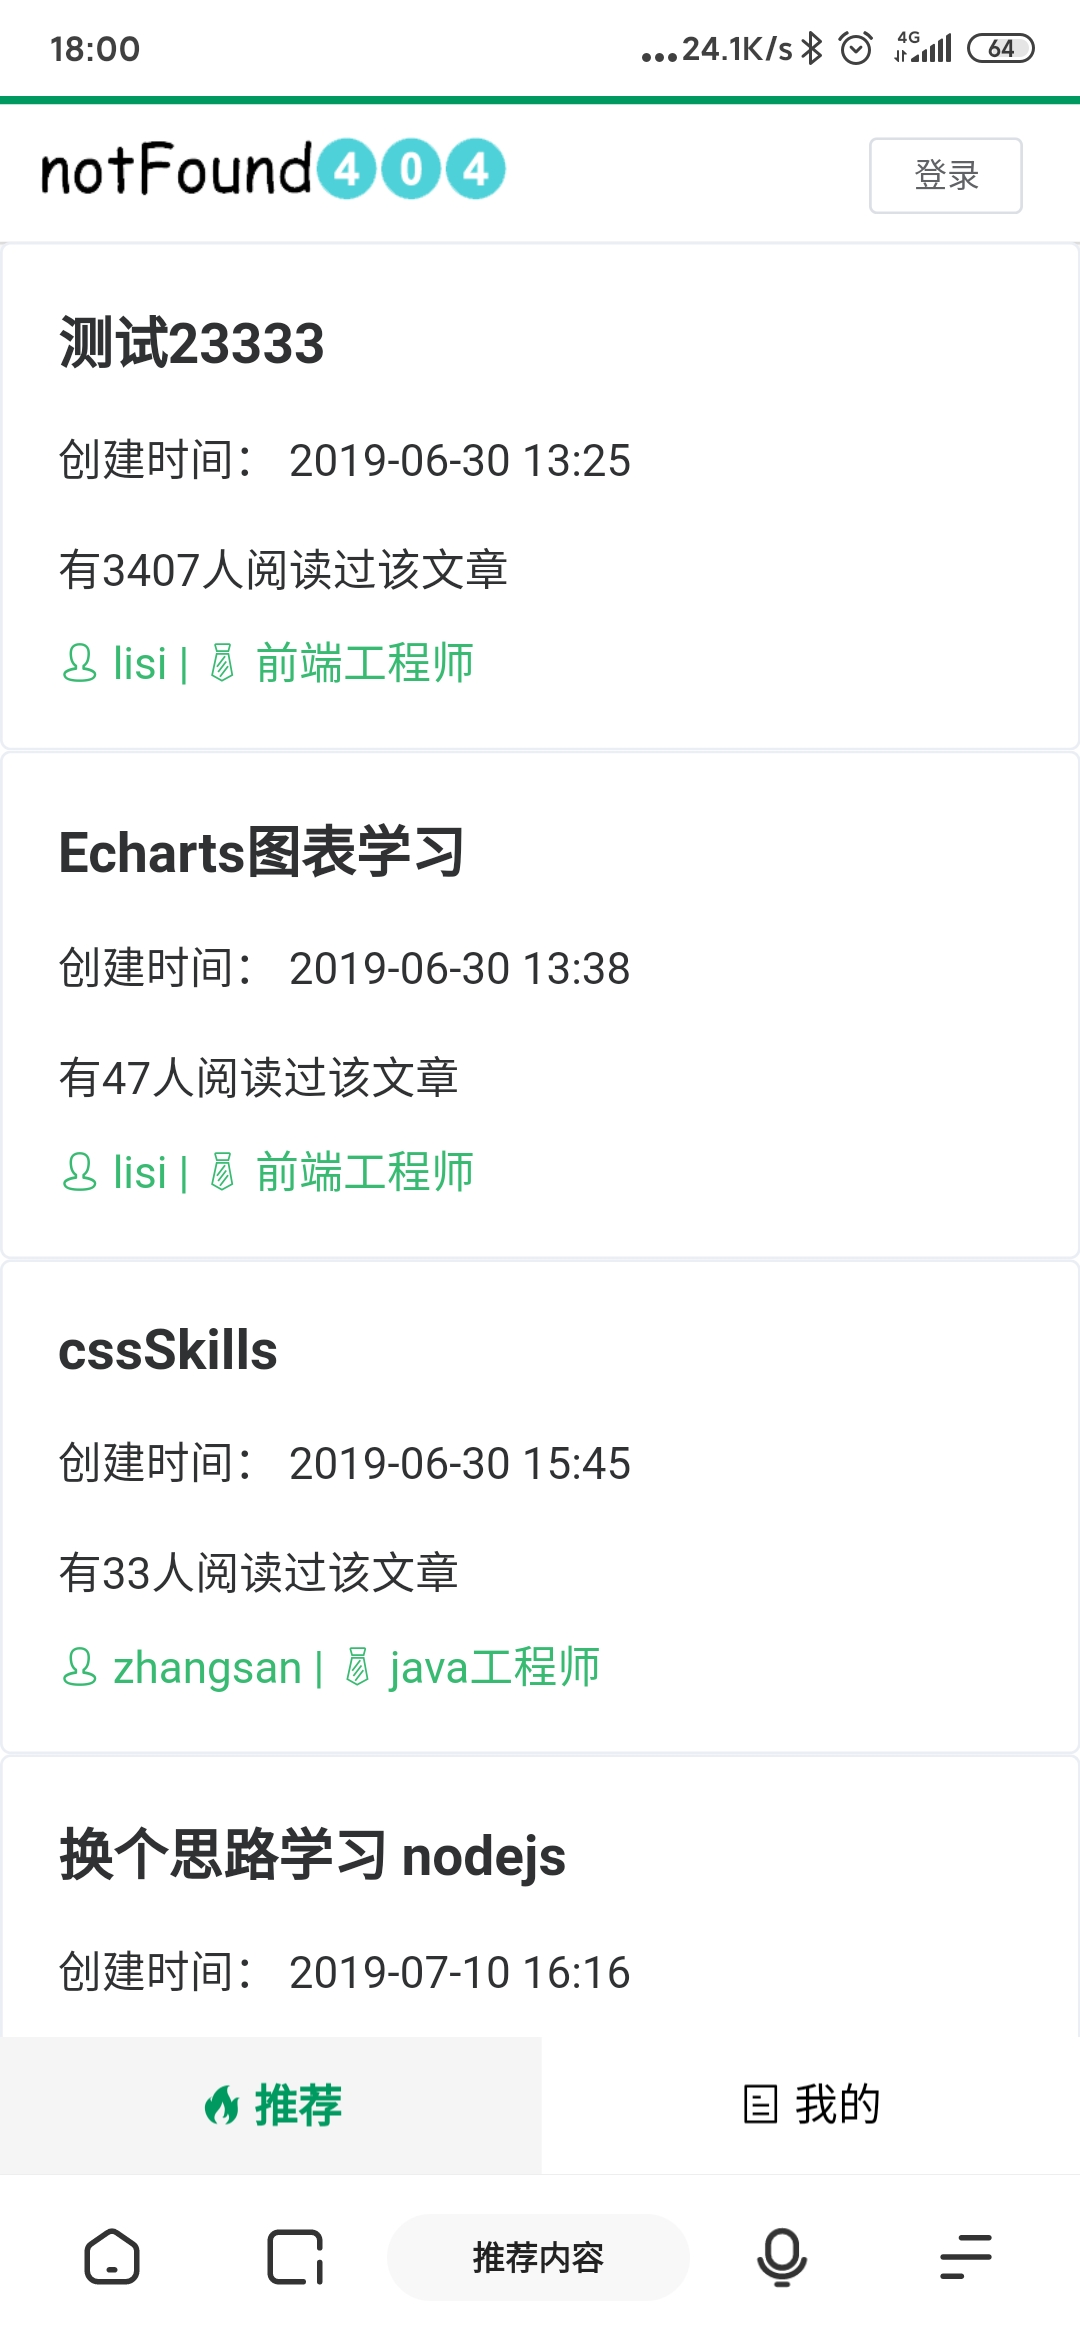 18:00
...24.1K/s 4G 64
notFound404
登录
测试23333
创建时间： 2019-06-30 13:25
有3407人阅读过该文章
lisi | 前端工程师
Echarts图表学习
创建时间： 2019-06-30 13:38
有47人阅读过该文章
lisi | 前端工程师
cssSkills
创建时间： 2019-06-30 15:45
有33人阅读过该文章
zhangsan | java工程师
换个思路学习 nodejs
创建时间： 2019-07-10 16:16
推荐
我的
推荐内容